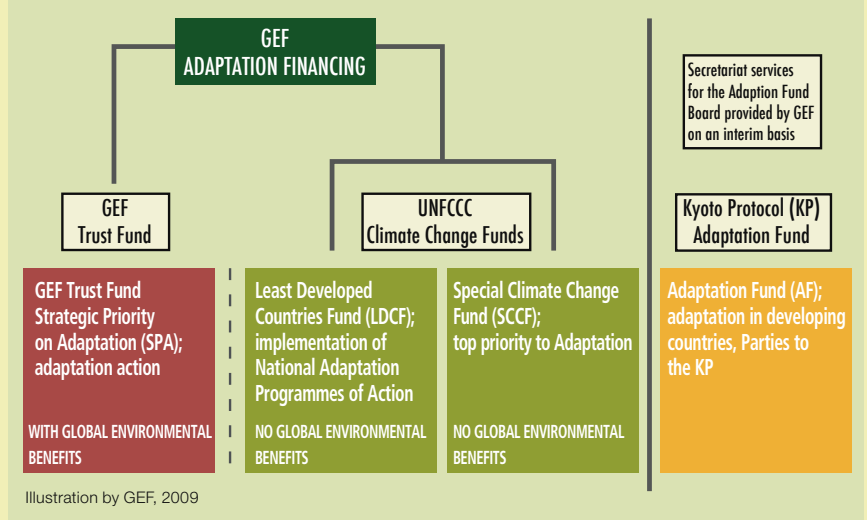 GEF
ADAPTATION FINANCING
Secretariat services
for the Adaption Fund
Board provided by GEF
on an interim basis
GEF
Trust Fund
UNFCCC
Climate Change Funds
Kyoto Protocol (KP)
Adaptation Fund
GEF Trust Fund
Strategic Priority
on Adaptation (SPA);
adaptation action
WITH GLOBAL ENVIRONMENTAL
BENEFITS
Least Developed
Countries Fund (LDCF);
implementation of
National Adaptation
Programmes of Action
NO GLOBAL ENVIRONMENTAL
BENEFITS
Special Climate Change
Fund (SCCF);
top priority to Adaptation
NO GLOBAL ENVIRONMENTAL
BENEFITS
Adaptation Fund (AF);
adaptation in developing
countries, Parties to
the KP
Illustration by GEF, 2009